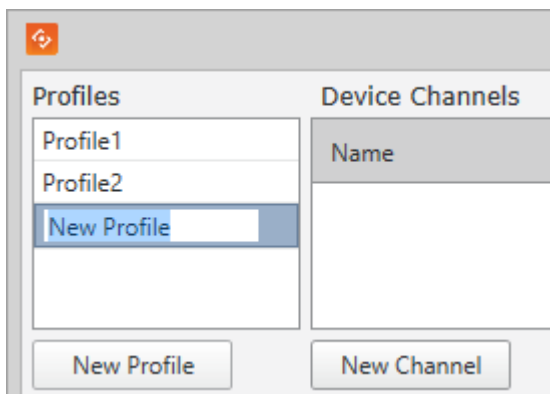 Profiles
Device Channels
Profile1
Profile2
New Profile
Name
New Profile
New Channel